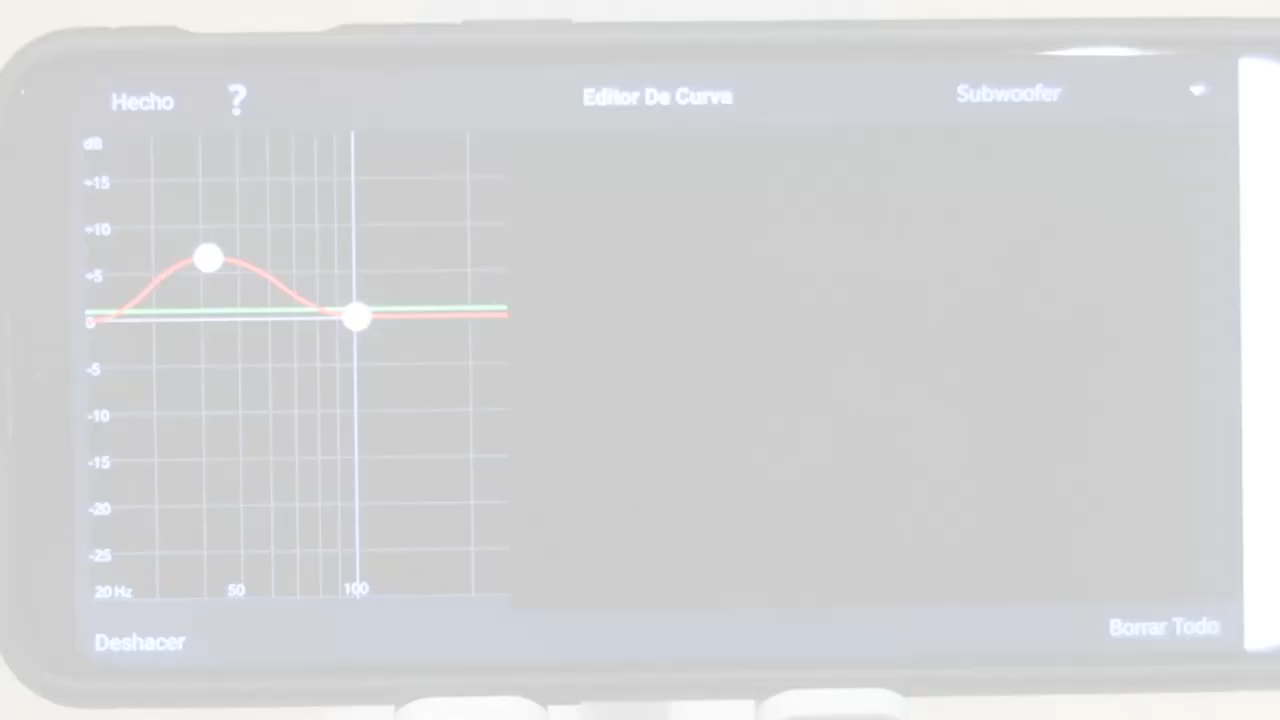 Hecho ? Editor De Curva Subwoofer
dB
+15
+10
+5
0
-5
-10
-15
-20
-25
20 Hz 50 100
Deshacer Borrar Todo